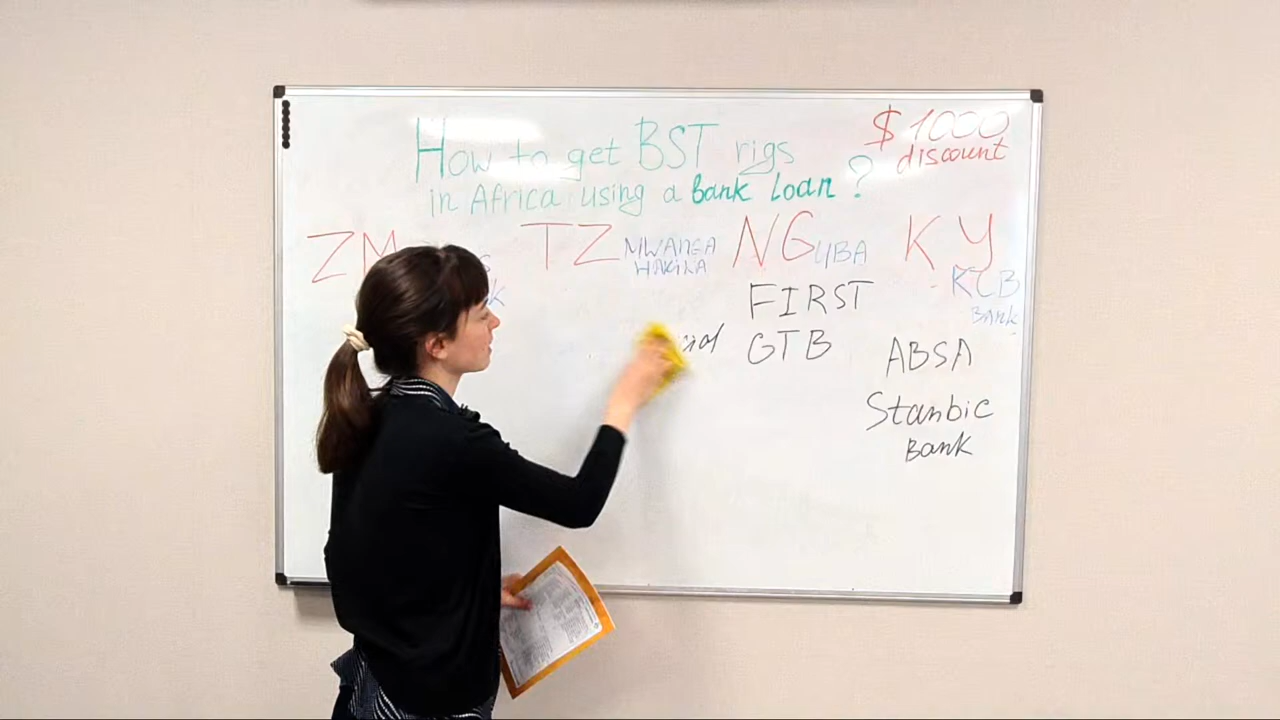 How to get BST rigs
in Africa using a Bank Loan ?
$ 1000
discount
ZM
TZ
MWANGA
HAKIKA
NG
UBA
KY
KCB
BANK
FIRST
GTB
ABSA
Stanbic
Bank